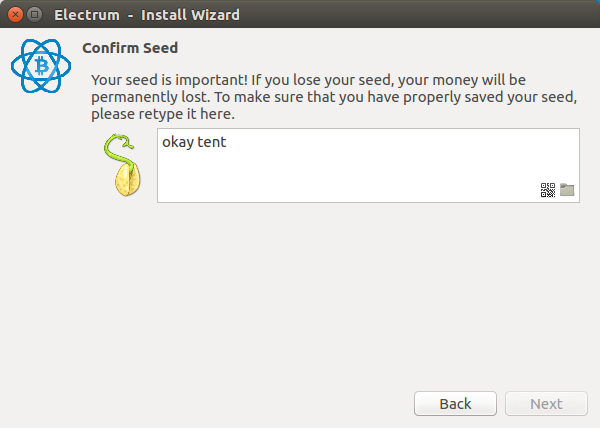 Electrum - Install Wizard
Confirm Seed
Your seed is important! If you lose your seed, your money will be
permanently lost. To make sure that you have properly saved your seed,
please retype it here.
okay tent
Back
Next